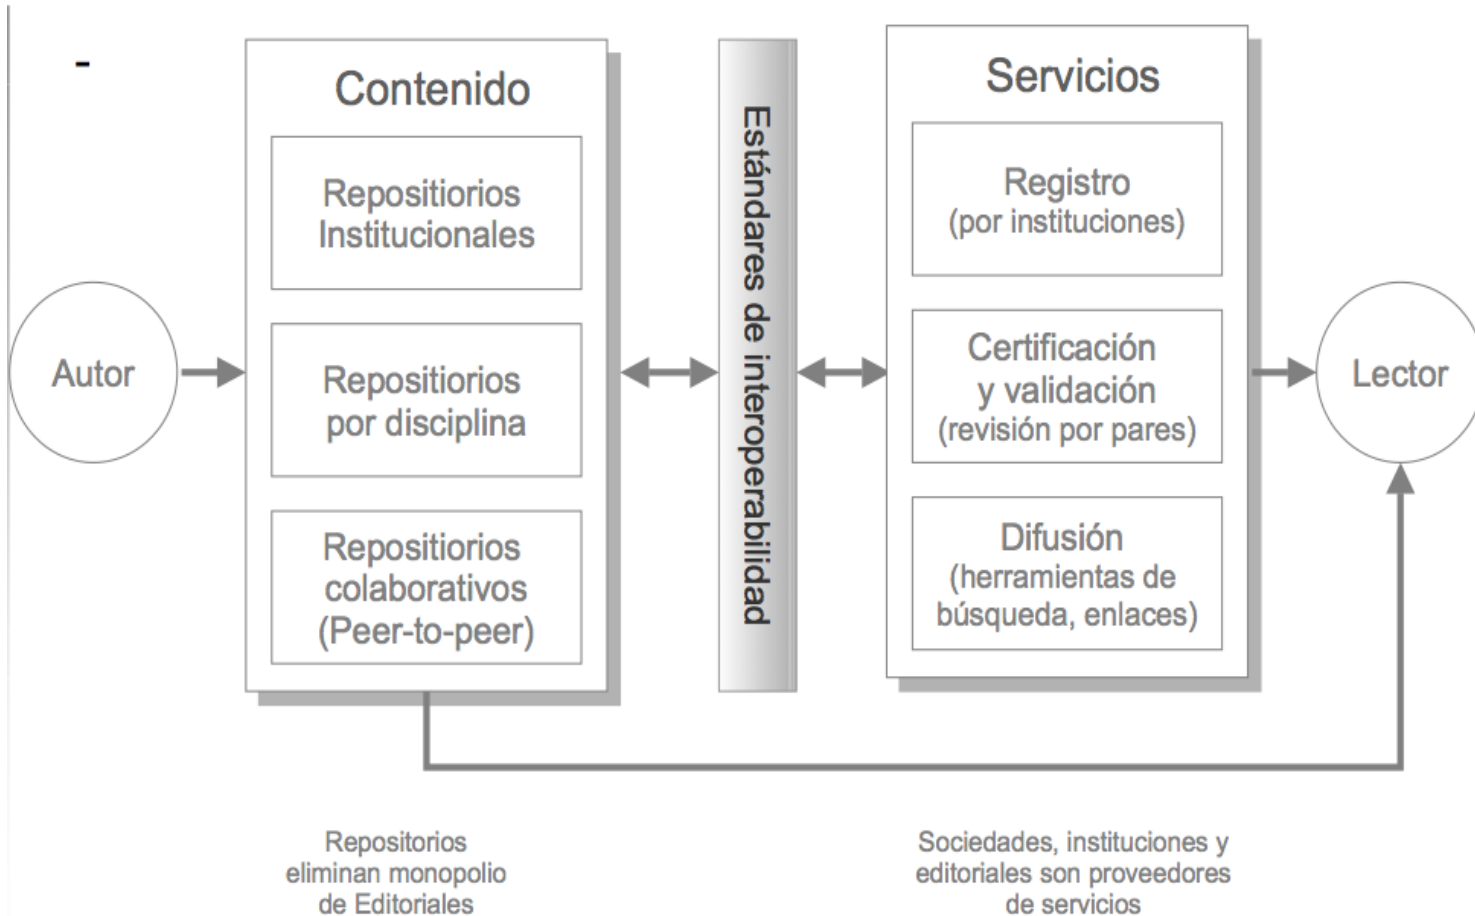 -
Contenido
Repositiorios
Institucionales
Repositiorios
por disciplina
Repositiorios
colaborativos
(Peer-to-peer)
Autor
Estándares de interoperabilidad
Servicios
Registro
(por instituciones)
Certificación
y validación
(revisión por pares)
Difusión
(herramientas de
búsqueda, enlaces)
Lector
Repositorios
eliminan monopolio
de Editoriales
Sociedades, instituciones y
editoriales son proveedores
de servicios